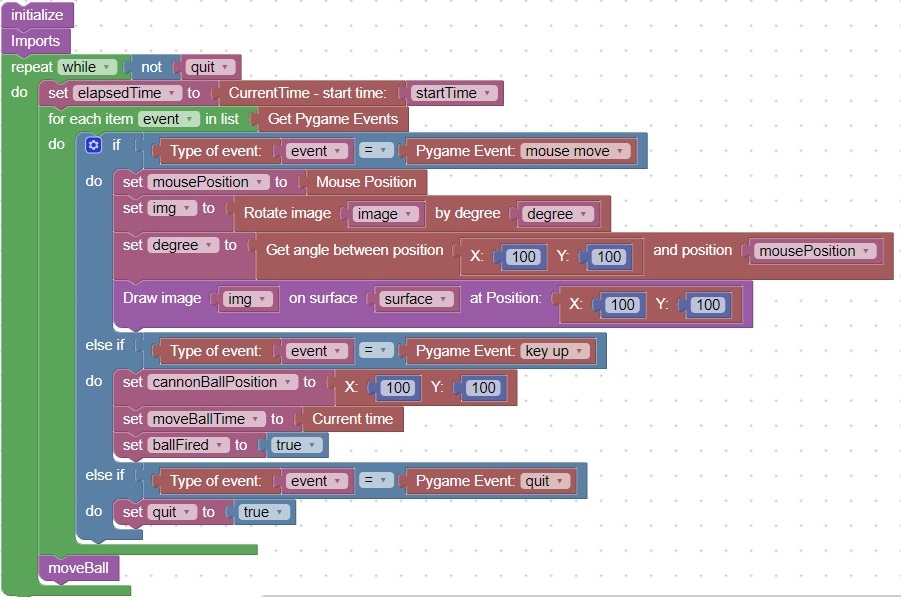 initialize
Imports
repeat while not quit
do set elapsedTime to CurrentTime - start time: startTime
for each item event in list Get Pygame Events
do if Type of event: event = Pygame Event: mouse move
do set mousePosition to Mouse Position
set img to Rotate image image by degree degree
set degree to Get angle between position X: 100 Y: 100 and position mousePosition
Draw image img on surface surface at Position: X: 100 Y: 100
else if Type of event: event = Pygame Event: key up
do set cannonBallPosition to X: 100 Y: 100
set moveBallTime to Current time
set ballFired to true
else if Type of event: event = Pygame Event: quit
do set quit to true
moveBall